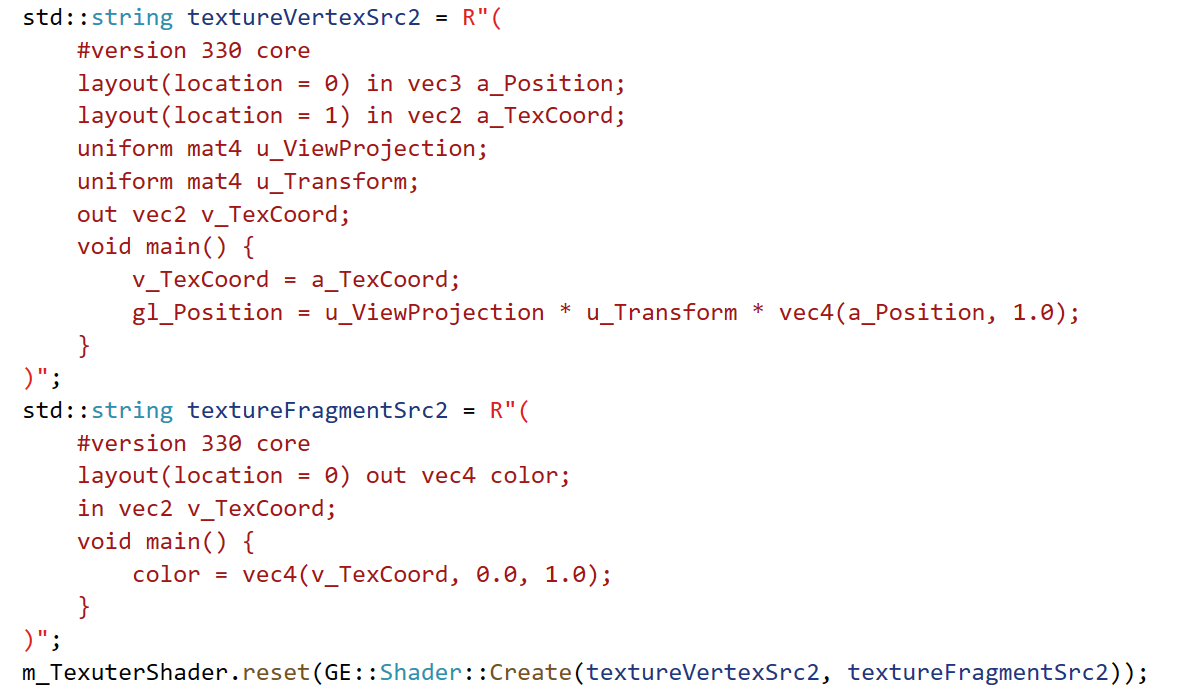 std::string textureVertexSrc2 = R"(
    #version 330 core
    layout(location = 0) in vec3 a_Position;
    layout(location = 1) in vec2 a_TexCoord;
    uniform mat4 u_ViewProjection;
    uniform mat4 u_Transform;
    out vec2 v_TexCoord;
    void main() {
        v_TexCoord = a_TexCoord;
        gl_Position = u_ViewProjection * u_Transform * vec4(a_Position, 1.0);
    }
)";
std::string textureFragmentSrc2 = R"(
    #version 330 core
    layout(location = 0) out vec4 color;
    in vec2 v_TexCoord;
    void main() {
        color = vec4(v_TexCoord, 0.0, 1.0);
    }
)";
m_TexuterShader.reset(GE::Shader::Create(textureVertexSrc2, textureFragmentSrc2));